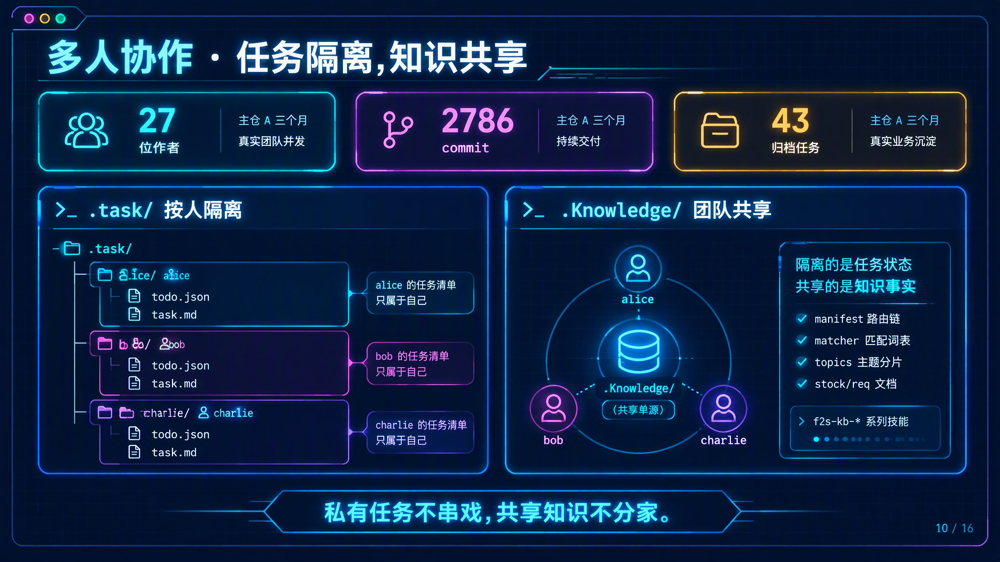 多人协作 · 任务隔离,知识共享
27
位作者
主仓 A 三个月
真实团队并发
2786
commit
主仓 A 三个月
持续交付
43
归档任务
主仓 A 三个月
真实业务沉淀
>_ .task/ 按人隔离
.task/
alice
todo.json
task.md
alice 的任务清单
只属于自己
bob
todo.json
task.md
bob 的任务清单
只属于自己
charlie/ charlie
todo.json
task.md
charlie 的任务清单
只属于自己
>_ .Knowledge/ 团队共享
alice
.Knowledge/
(共享单源)
bob
charlie
隔离的是任务状态
共享的是知识事实
manifest 路由链
matcher 匹配词表
topics 主题分片
stock/req 文档
> f2s-kb-* 系列技能
私有任务不串戏,共享知识不分家。
10 / 16